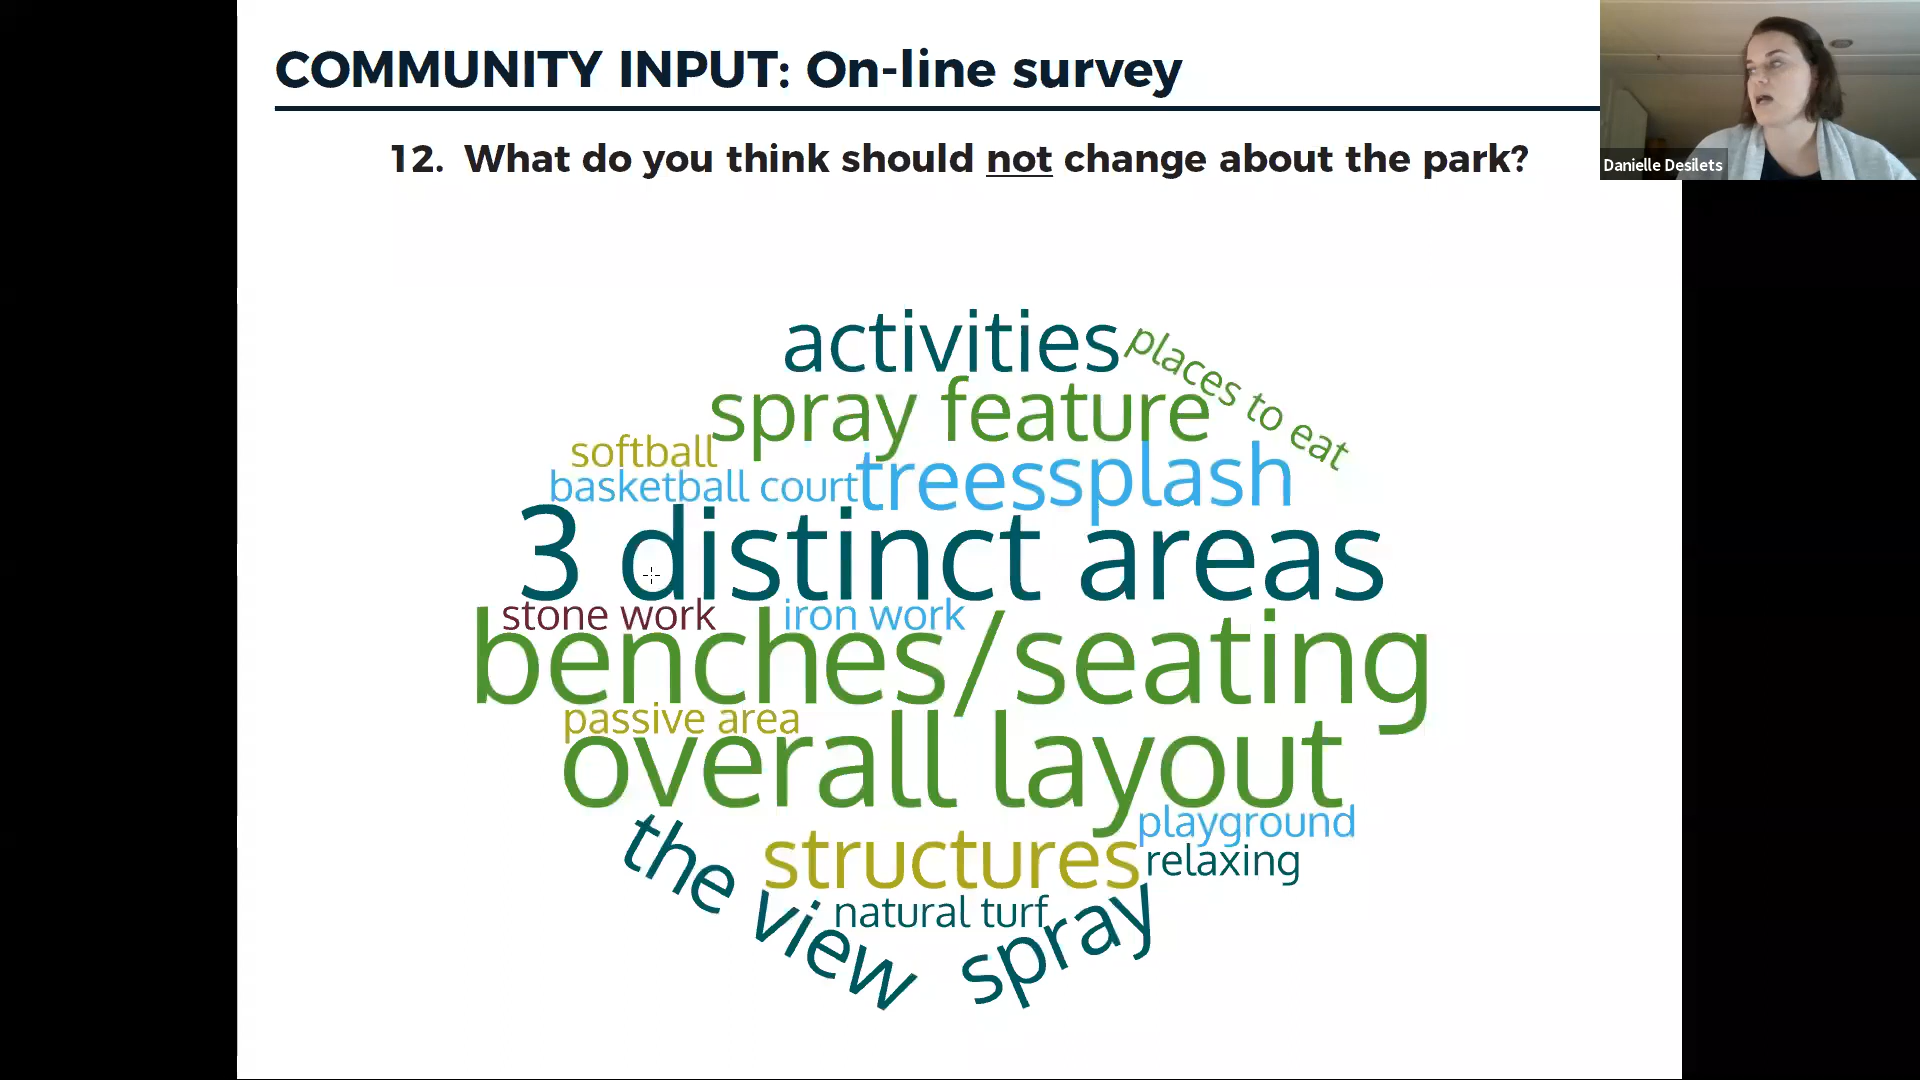 COMMUNITY INPUT: On-line survey
Danielle Desilets
12. What do you think should not change about the park?
activities
places to eat
spray feature
softball
basketball court
trees
splash
3 distinct areas
stone work
iron work
benches/seating
passive area
overall layout
playground
the view
structures
relaxing
natural turf
spray